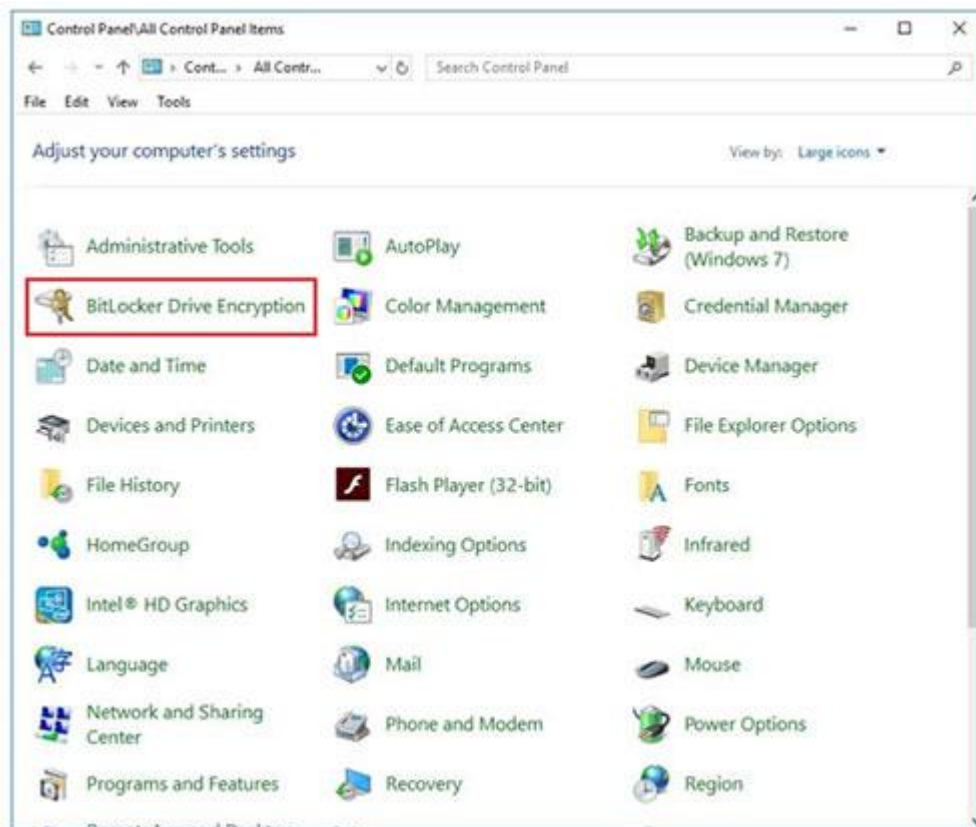 Control Panel\All Control Panel Items
Cont... > All Contr...
Search Control Panel
File Edit View Tools
Adjust your computer's settings
View by: Large icons
Administrative Tools
AutoPlay
Backup and Restore
(Windows 7)
BitLocker Drive Encryption
Color Management
Credential Manager
Date and Time
Default Programs
Device Manager
Devices and Printers
Ease of Access Center
File Explorer Options
File History
Flash Player (32-bit)
Fonts
HomeGroup
Indexing Options
Infrared
Intel® HD Graphics
Internet Options
Keyboard
Language
Mail
Mouse
Network and Sharing
Center
Phone and Modem
Power Options
Programs and Features
Recovery
Region